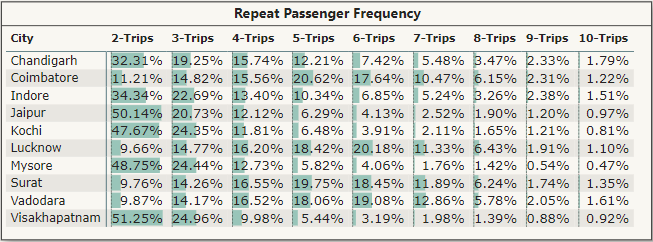 Repeat Passenger Frequency
City 2-Trips 3-Trips 4-Trips 5-Trips 6-Trips 7-Trips 8-Trips 9-Trips 10-Trips
Chandigarh 32.31% 19.25% 15.74% 12.21% 7.42% 5.48% 3.47% 2.33% 1.79%
Coimbatore 11.21% 14.82% 15.56% 20.62% 17.64% 10.47% 6.15% 2.31% 1.22%
Indore 34.34% 22.69% 13.40% 10.34% 6.85% 5.24% 3.26% 2.38% 1.51%
Jaipur 50.14% 20.73% 12.12% 6.29% 4.13% 2.52% 1.90% 1.20% 0.97%
Kochi 47.67% 24.35% 11.81% 6.48% 3.91% 2.11% 1.65% 1.21% 0.81%
Lucknow 9.66% 14.77% 16.20% 18.42% 20.18% 11.33% 6.43% 1.91% 1.10%
Mysore 48.75% 24.44% 12.73% 5.82% 4.06% 1.76% 1.42% 0.54% 0.47%
Surat 9.76% 14.26% 16.55% 19.75% 18.45% 11.89% 6.24% 1.74% 1.35%
Vadodara 9.87% 14.17% 16.52% 18.06% 19.08% 12.86% 5.78% 2.05% 1.61%
Visakhapatnam 51.25% 24.96% 9.98% 5.44% 3.19% 1.98% 1.39% 0.88% 0.92%